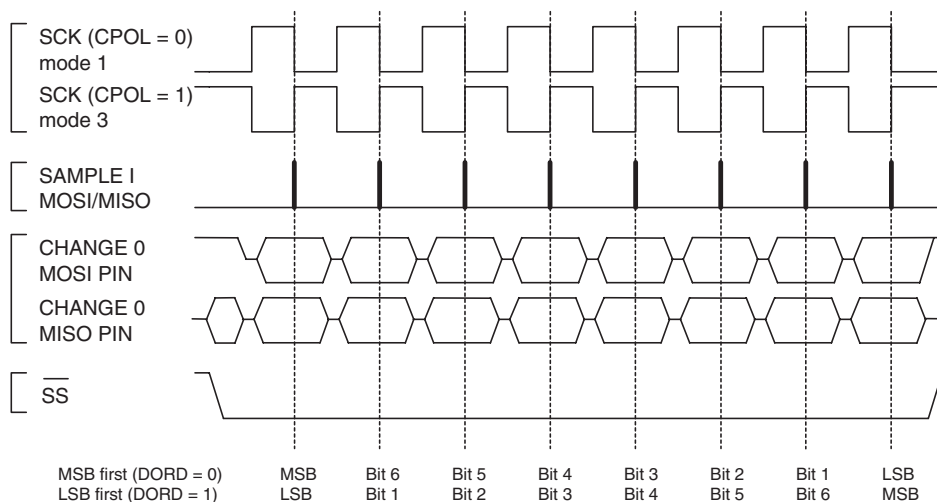 SCK (CPOL = 0)
mode 1
SCK (CPOL = 1)
mode 3
SAMPLE I
MOSI/MISO
CHANGE 0
MOSI PIN
CHANGE 0
MISO PIN
SS
MSB first (DORD = 0) MSB Bit 6 Bit 5 Bit 4 Bit 3 Bit 2 Bit 1 LSB
LSB first (DORD = 1) LSB Bit 1 Bit 2 Bit 3 Bit 4 Bit 5 Bit 6 MSB